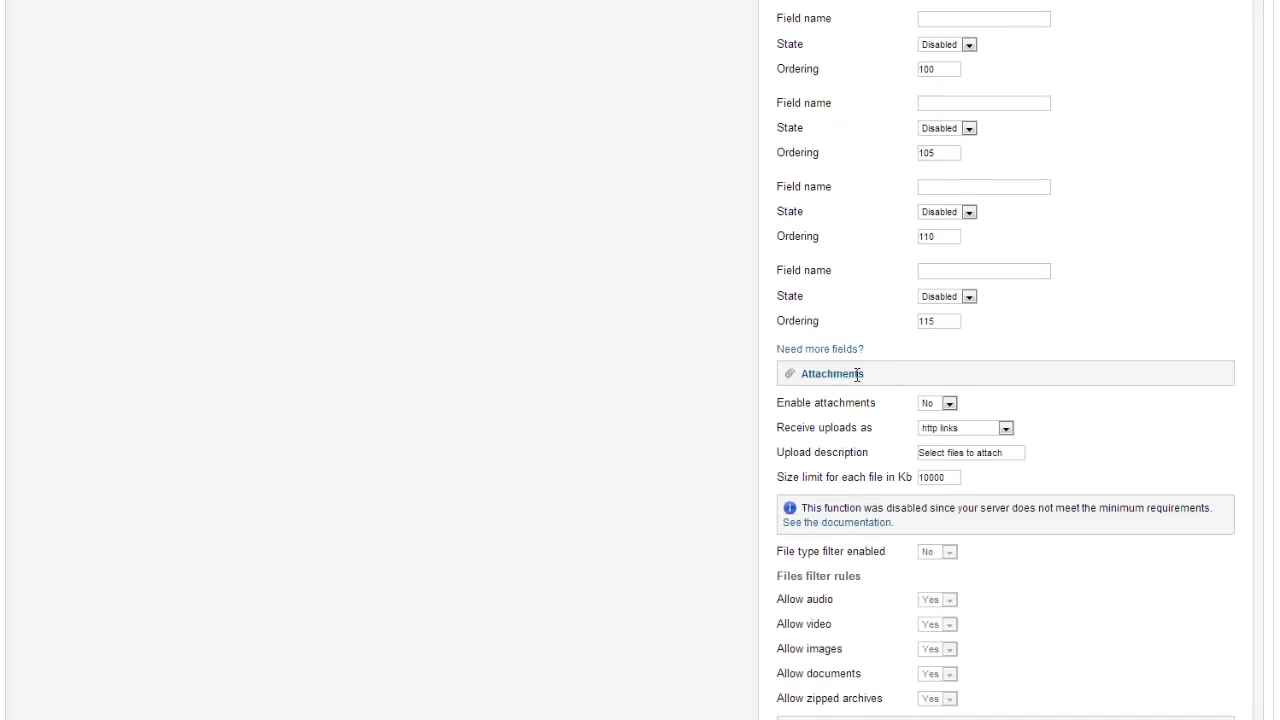 Field name
State Disabled
Ordering 100
Field name
State Disabled
Ordering 105
Field name
State Disabled
Ordering 110
Field name
State Disabled
Ordering 115
Need more fields?
Attachments
Enable attachments No
Receive uploads as http links
Upload description Select files to attach
Size limit for each file in Kb 10000
This function was disabled since your server does not meet the minimum requirements.
See the documentation.
File type filter enabled No
Files filter rules
Allow audio Yes
Allow video Yes
Allow images Yes
Allow documents Yes
Allow zipped archives Yes